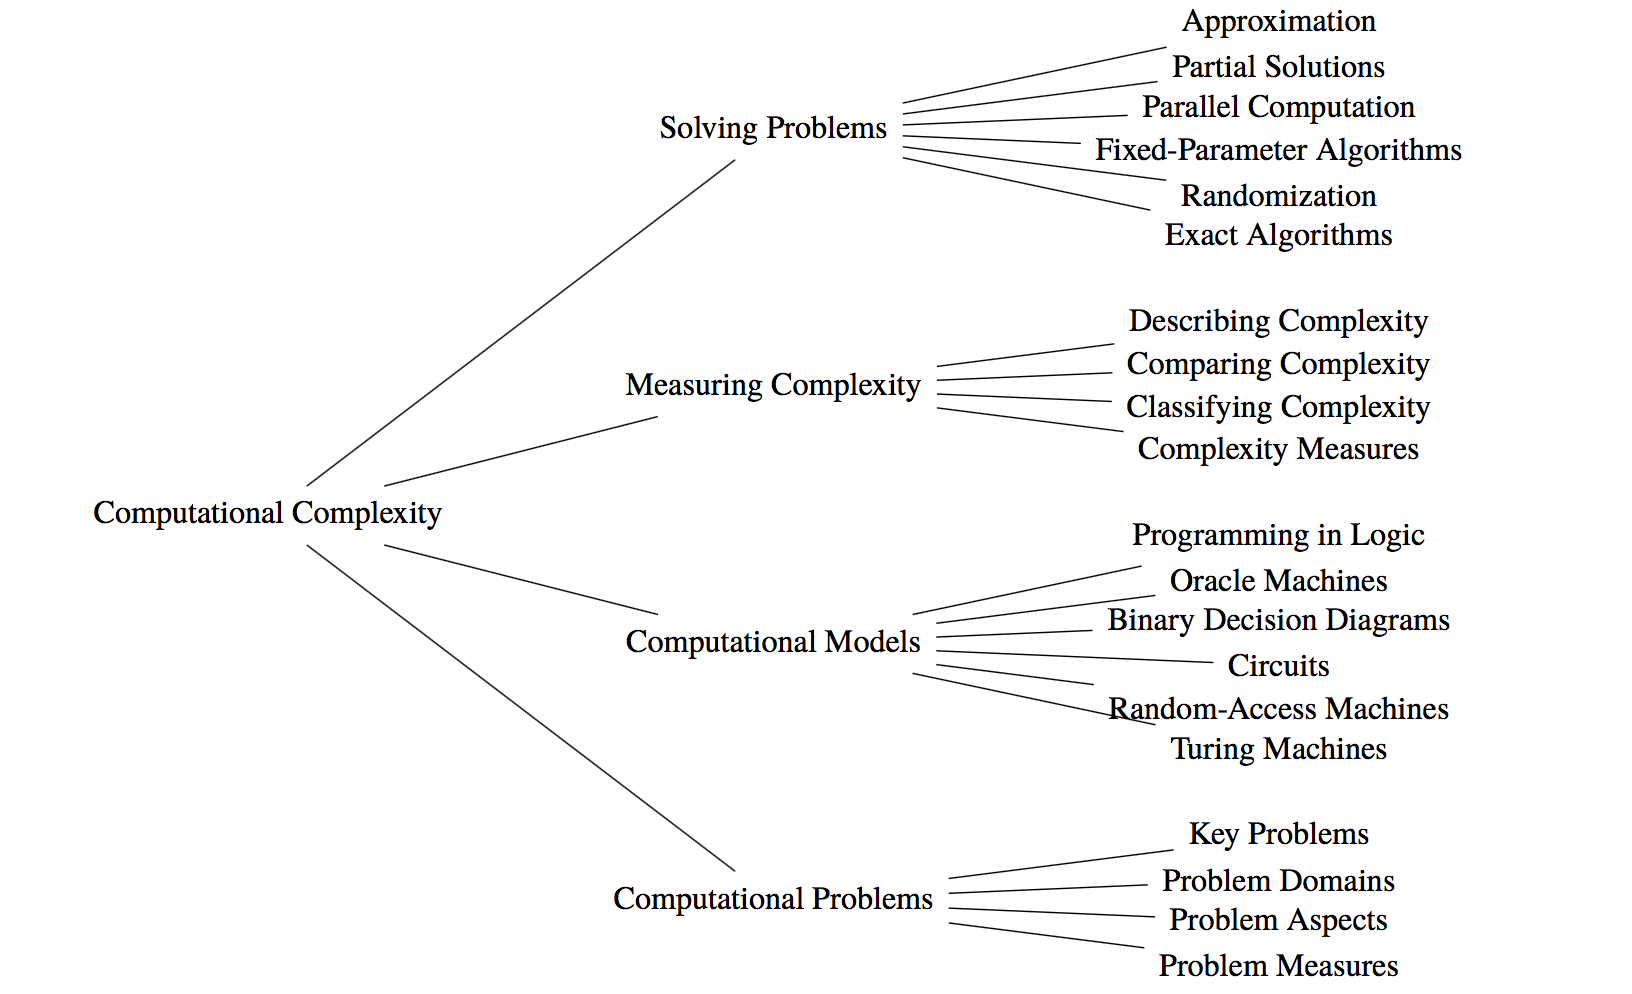 Approximation
Partial Solutions
Parallel Computation
Solving Problems
Fixed-Parameter Algorithms
Randomization
Exact Algorithms
Describing Complexity
Comparing Complexity
Measuring Complexity
Classifying Complexity
Complexity Measures
Computational Complexity
Programming in Logic
Oracle Machines
Binary Decision Diagrams
Computational Models
Circuits
Random-Access Machines
Turing Machines
Key Problems
Problem Domains
Computational Problems
Problem Aspects
Problem Measures